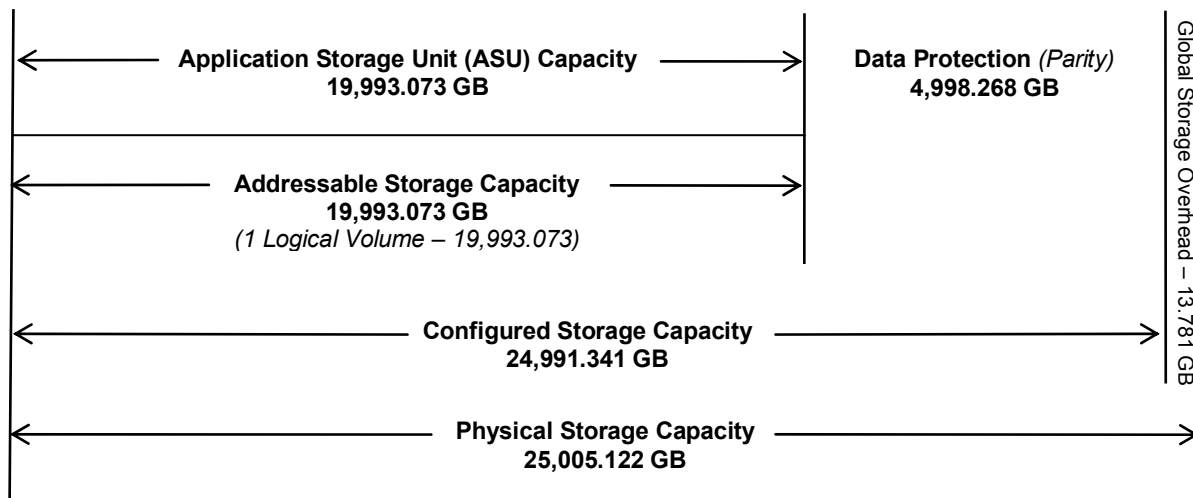 Application Storage Unit (ASU) Capacity
19,993.073 GB
Data Protection (Parity)
4,998.268 GB
Global Storage Overhead – 13.781 GB
Addressable Storage Capacity
19,993.073 GB
(1 Logical Volume – 19,993.073)
Configured Storage Capacity
24,991.341 GB
Physical Storage Capacity
25,005.122 GB